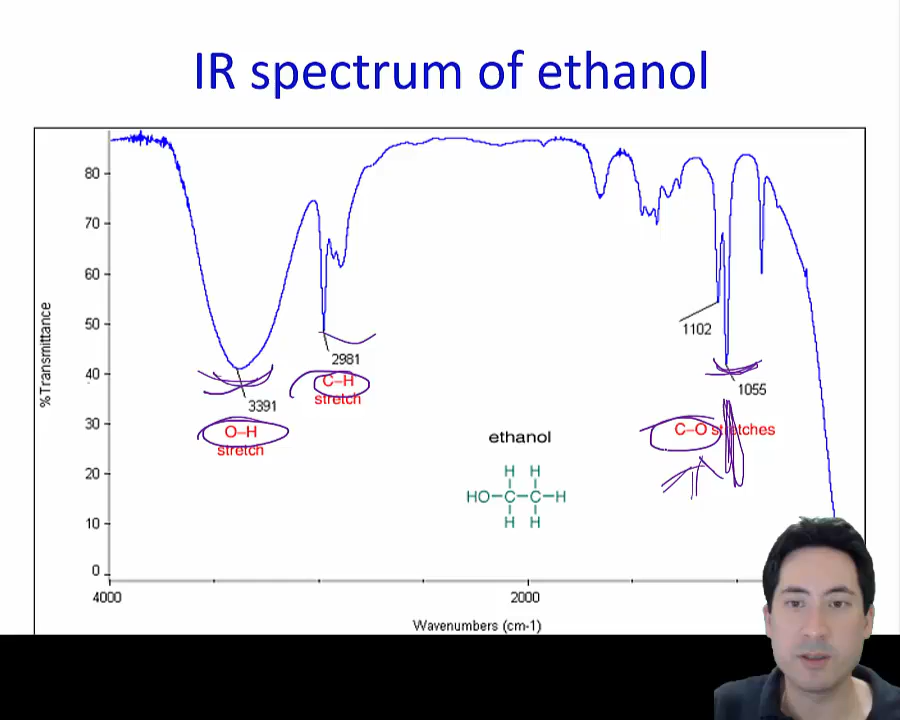 IR spectrum of ethanol
80
70
60
50
40
30
20
10
0
%Transmittance
1102
2981
1055
3391
C–H
stretch
O–H
stretch
C–O stretches
ethanol
H H
HO–C–C–H
H H
4000
2000
Wavenumbers (cm-1)